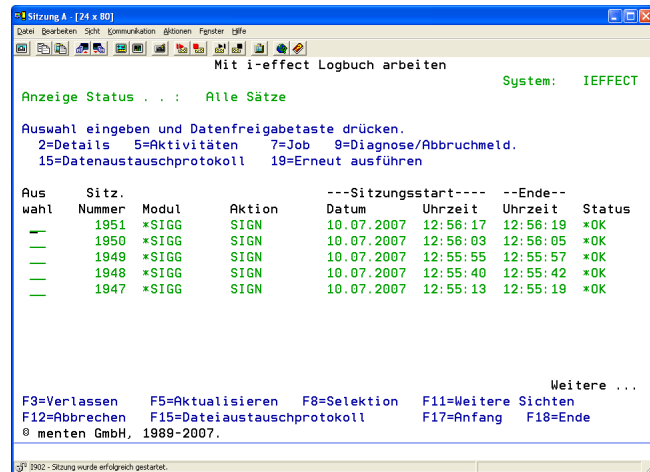 Sitzung A - [24 x 80]
Datei Bearbeiten Sicht Kommunikation Aktionen Fenster Hilfe
Mit i-effect Logbuch arbeiten
System: IEFFECT
Anzeige Status . . : Alle Sätze
Auswahl eingeben und Datenfreigabetaste drücken.
2=Details 5=Aktivitäten 7=Job 9=Diagnose/Abbruchmeld.
15=Datenaustauschprotokoll 19=Erneut ausführen
Aus Sitz. ---Sitzungsstart---- --Ende--
wahl Nummer Modul Aktion Datum Uhrzeit Uhrzeit Status
__ 1951 *SIGG SIGN 10.07.2007 12:56:17 12:56:19 *OK
__ 1950 *SIGG SIGN 10.07.2007 12:56:03 12:56:05 *OK
__ 1949 *SIGG SIGN 10.07.2007 12:55:55 12:55:57 *OK
__ 1948 *SIGG SIGN 10.07.2007 12:55:40 12:55:42 *OK
__ 1947 *SIGG SIGN 10.07.2007 12:55:13 12:55:19 *OK
Weitere ...
F3=Verlassen F5=Aktualisieren F8=Selektion F11=Weitere Sichten
F12=Abbrechen F15=Dateiaustauschprotokoll F17=Anfang F18=Ende
© menten GmbH, 1989-2007.
I902 - Sitzung wurde erfolgreich gestartet.